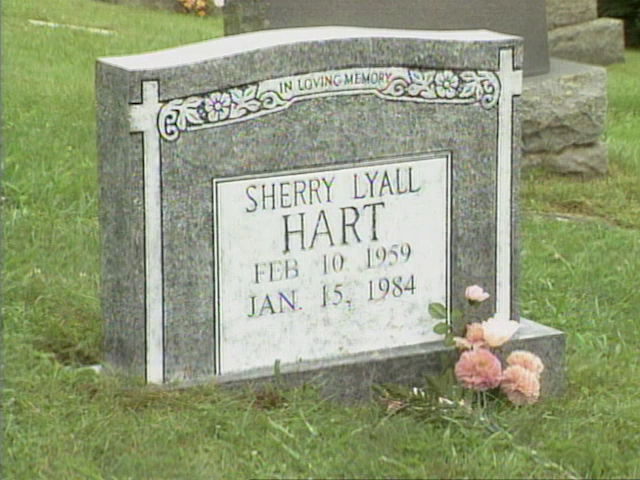 IN LOVING MEMORY
SHERRY LYALL
HART
FEB 10 1959
JAN. 15, 1984